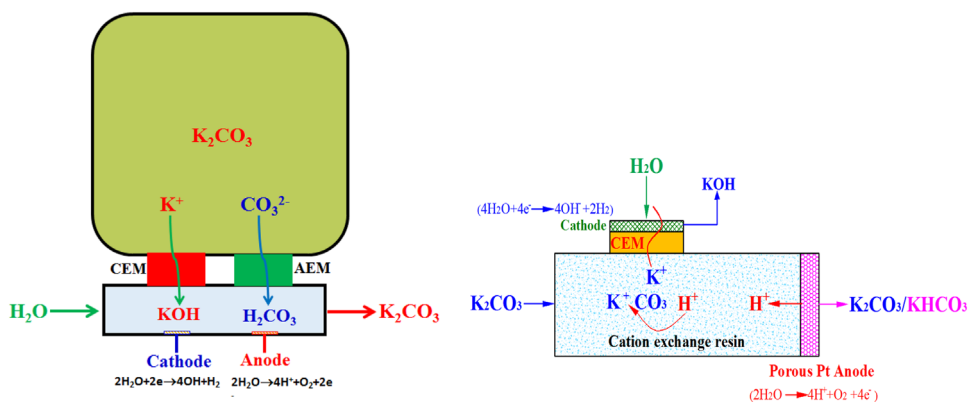 K₂CO₃
K⁺
CO₃²⁻
CEM
AEM
H₂O
KOH
H₂CO₃
K₂CO₃
Cathode
Anode
2H₂O+2e→4OH+H₂
2H₂O→4H⁺+O₂+2e
-
H₂O
KOH
(4H₂O+4e⁻→4OH⁻+2H₂)
Cathode
CEM
K⁺
K₂CO₃
K⁺ CO₃ H⁺
H⁺
K₂CO₃/KHCO₃
Cation exchange resin
Porous Pt Anode
(2H₂O→4H⁺+O₂+4e⁻)